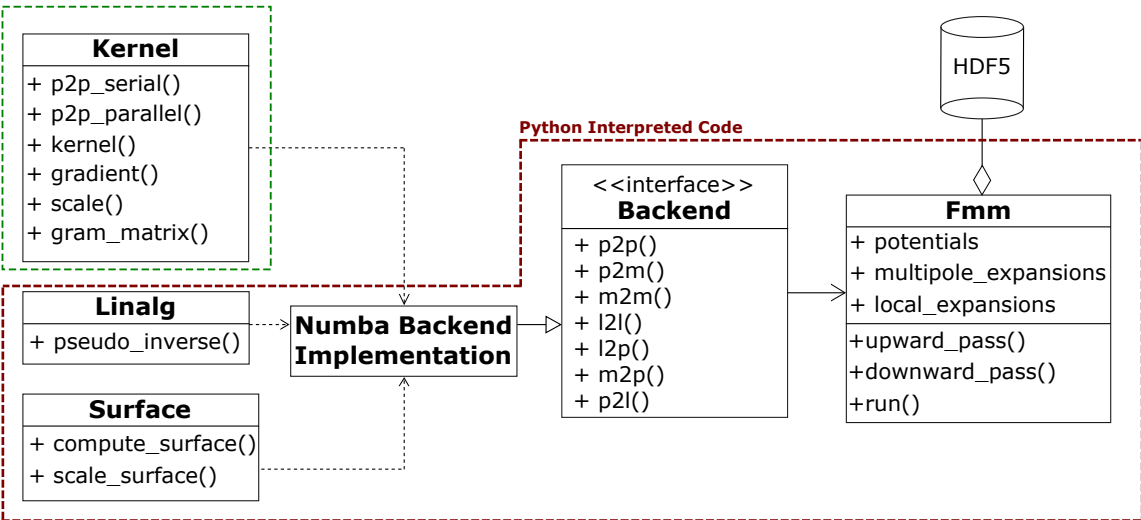 Kernel
+ p2p_serial()
+ p2p_parallel()
+ kernel()
+ gradient()
+ scale()
+ gram_matrix()
HDF5
Python Interpreted Code
<<interface>>
Backend
+ p2p()
+ p2m()
+ m2m()
+ l2l()
+ l2p()
+ m2p()
+ p2l()
Fmm
+ potentials
+ multipole_expansions
+ local_expansions
+upward_pass()
+downward_pass()
+run()
Linalg
+ pseudo_inverse()
Numba Backend
Implementation
Surface
+ compute_surface()
+ scale_surface()